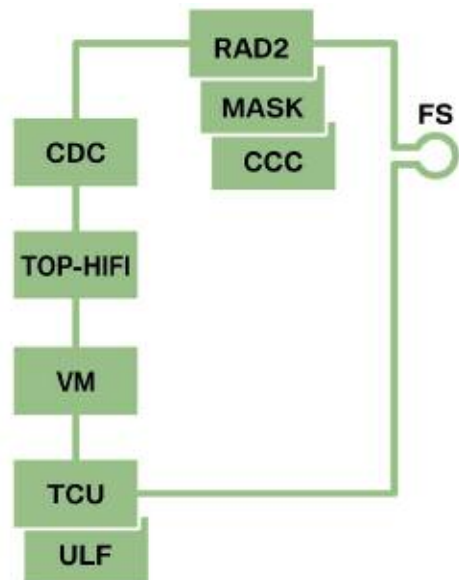 RAD2
MASK
CCC
FS
CDC
TOP-HIFI
VM
TCU
ULF